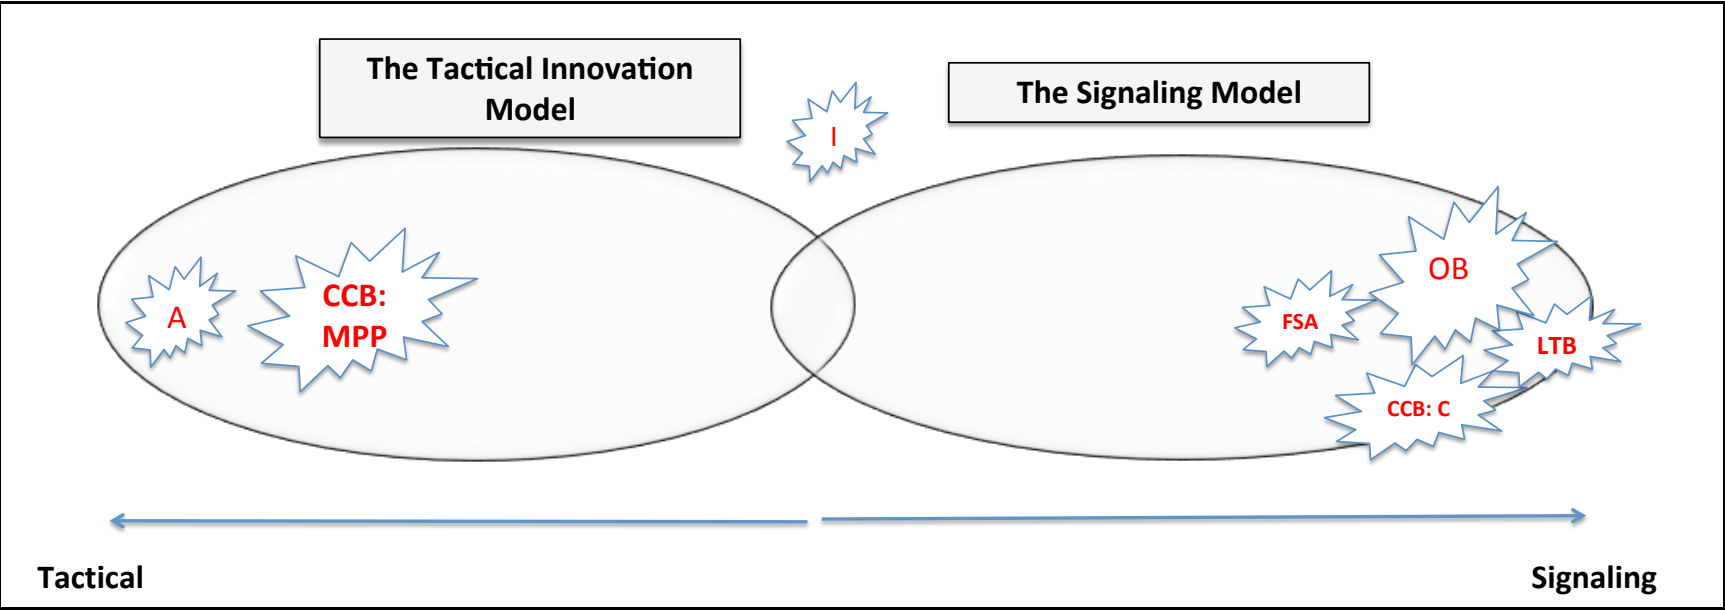 The Tactical Innovation
Model
The Signaling Model
I
A
CCB:
MPP
OB
FSA
LTB
CCB: C
Tactical
Signaling